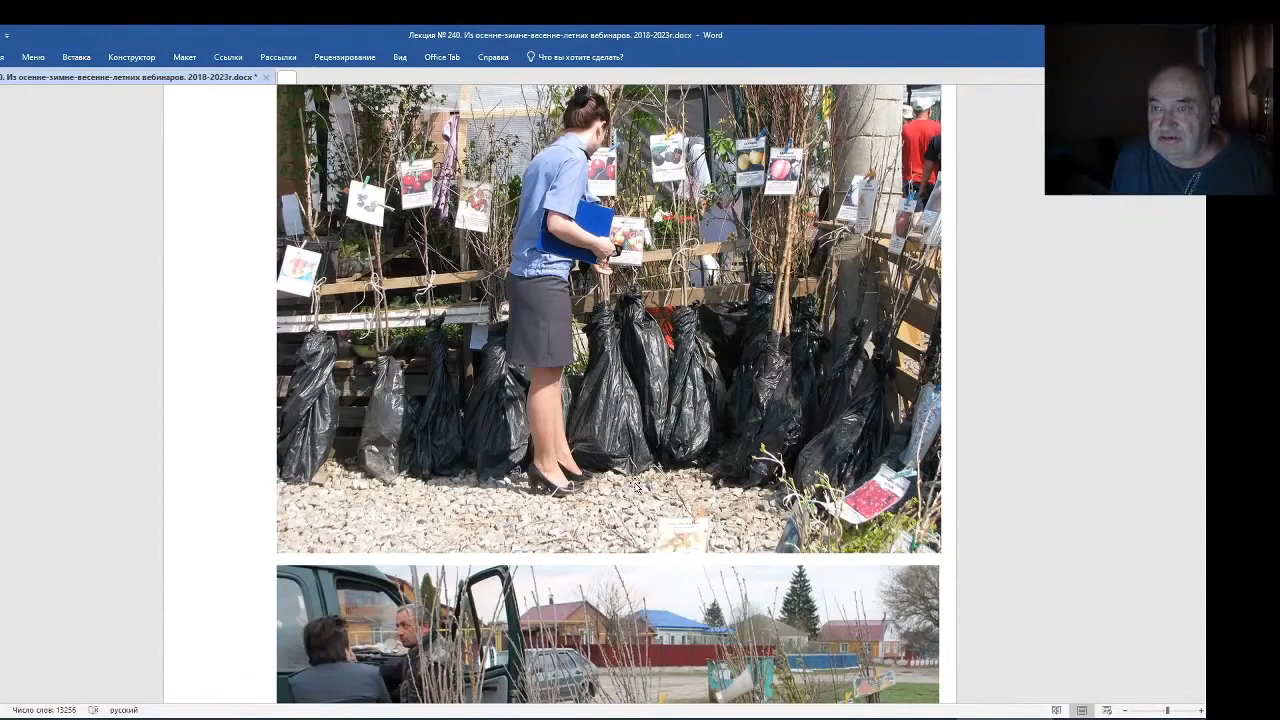 Лекция № 240. Из осенне-зимне-весенне-летних вебинаров. 2018-2023г.docx - Word
Меню Вставка Конструктор Макет Ссылки Рассылки Рецензирование Вид Office Tab Справка Что вы хотите сделать?
0. Из осенне-зимне-весенне-летних вебинаров. 2018-2023г.docx *
Число слов: 13256 русский